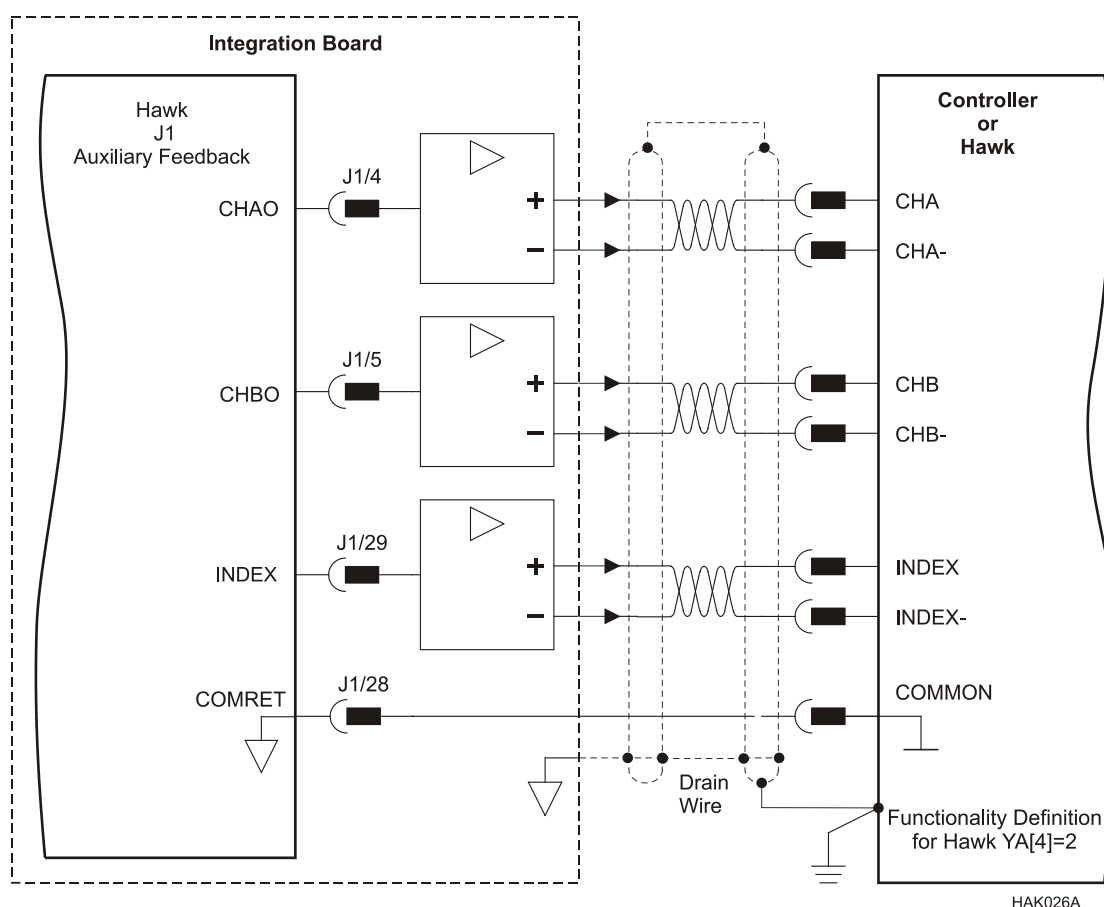 Integration Board
Hawk
J1
Auxiliary Feedback
Controller
or
Hawk
J1/4
CHAO
+
-
CHA
CHA-
J1/5
CHBO
+
-
CHB
CHB-
J1/29
INDEX
+
-
INDEX
INDEX-
J1/28
COMRET
COMMON
Drain
Wire
Functionality Definition
for Hawk YA[4]=2
HAK026A